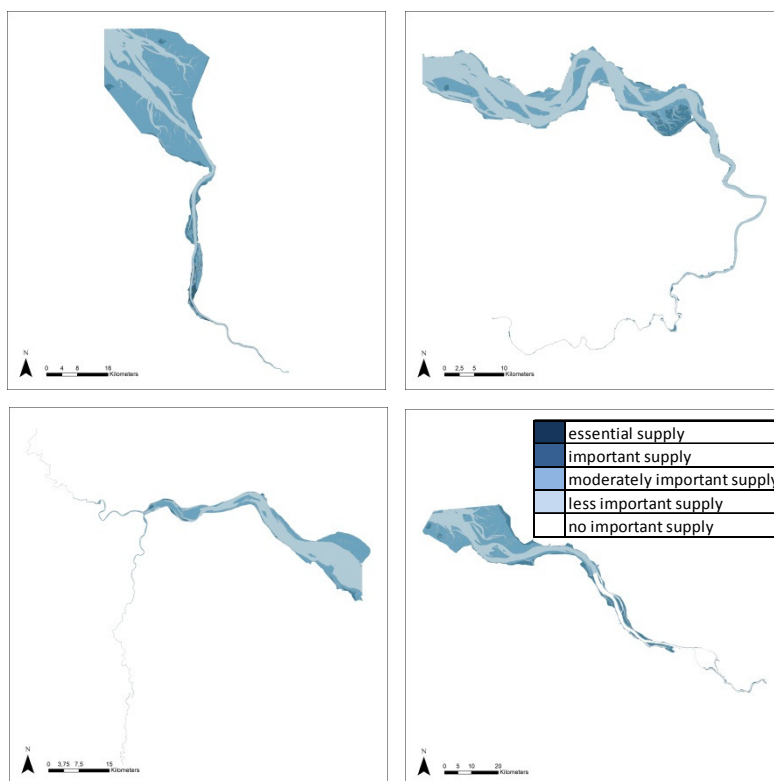 N
0 4 8 16
Kilometers
N
0 2,5 5 10
Kilometers
essential supply
important supply
moderately important supply
less important supply
no important supply
N
0 3,75 7,5 15
Kilometers
N
0 5 10 20
Kilometers